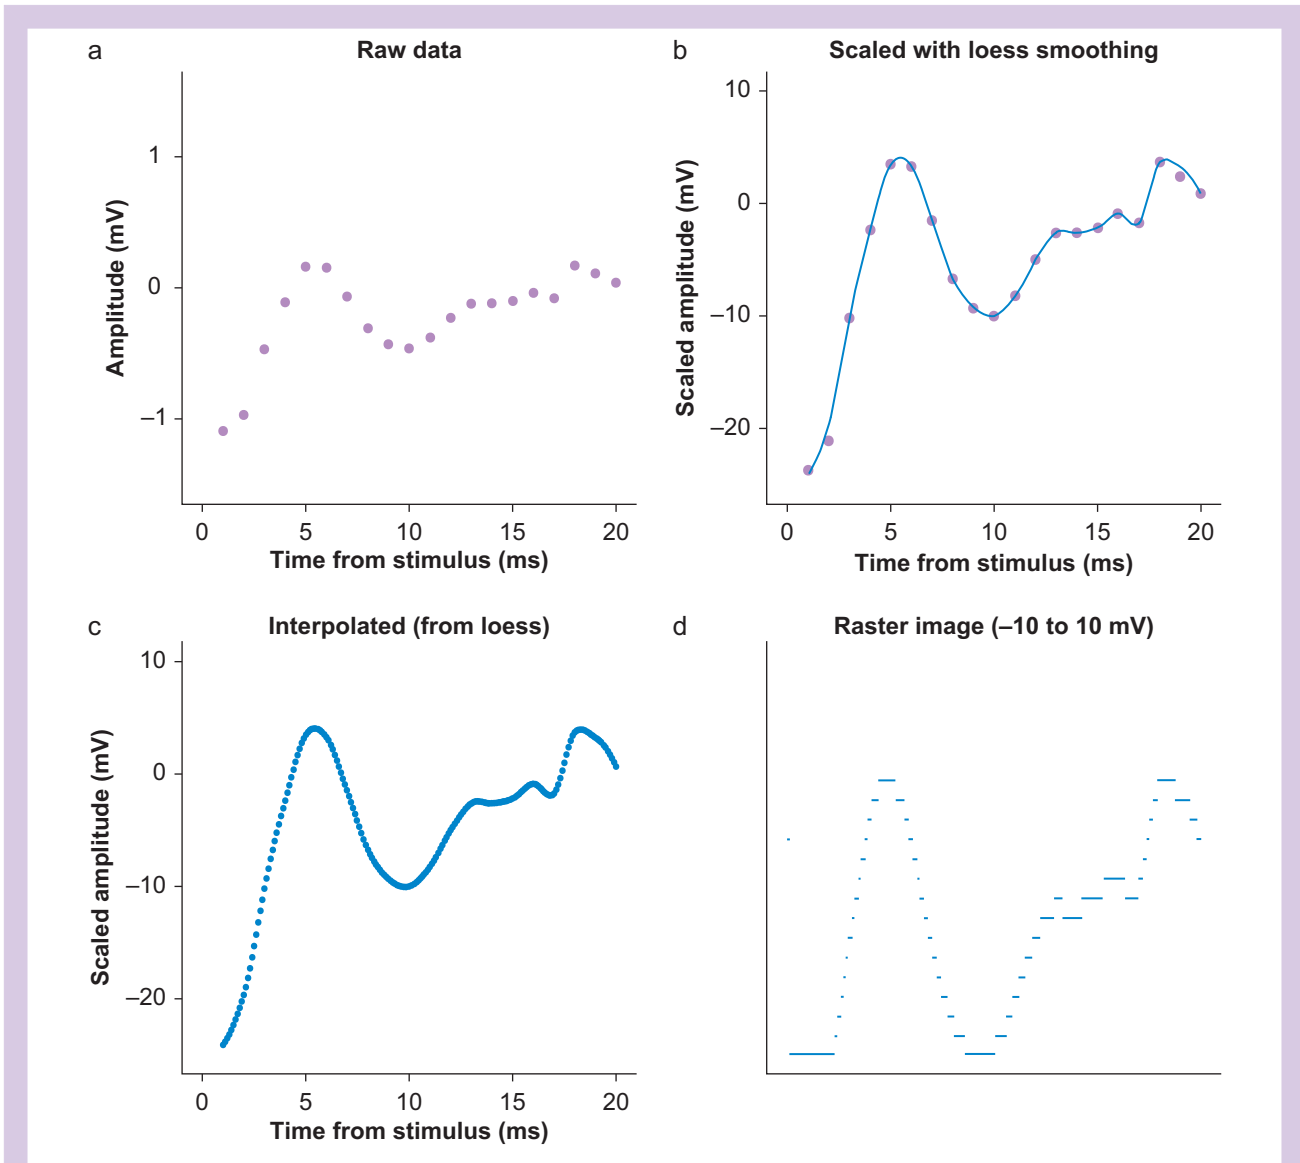 a
Raw data
1
0
–1
Amplitude (mV)
0 5 10 15 20
Time from stimulus (ms)
b
Scaled with loess smoothing
10
0
–10
–20
Scaled amplitude (mV)
0 5 10 15 20
Time from stimulus (ms)
c
Interpolated (from loess)
10
0
–10
–20
Scaled amplitude (mV)
0 5 10 15 20
Time from stimulus (ms)
d
Raster image (–10 to 10 mV)